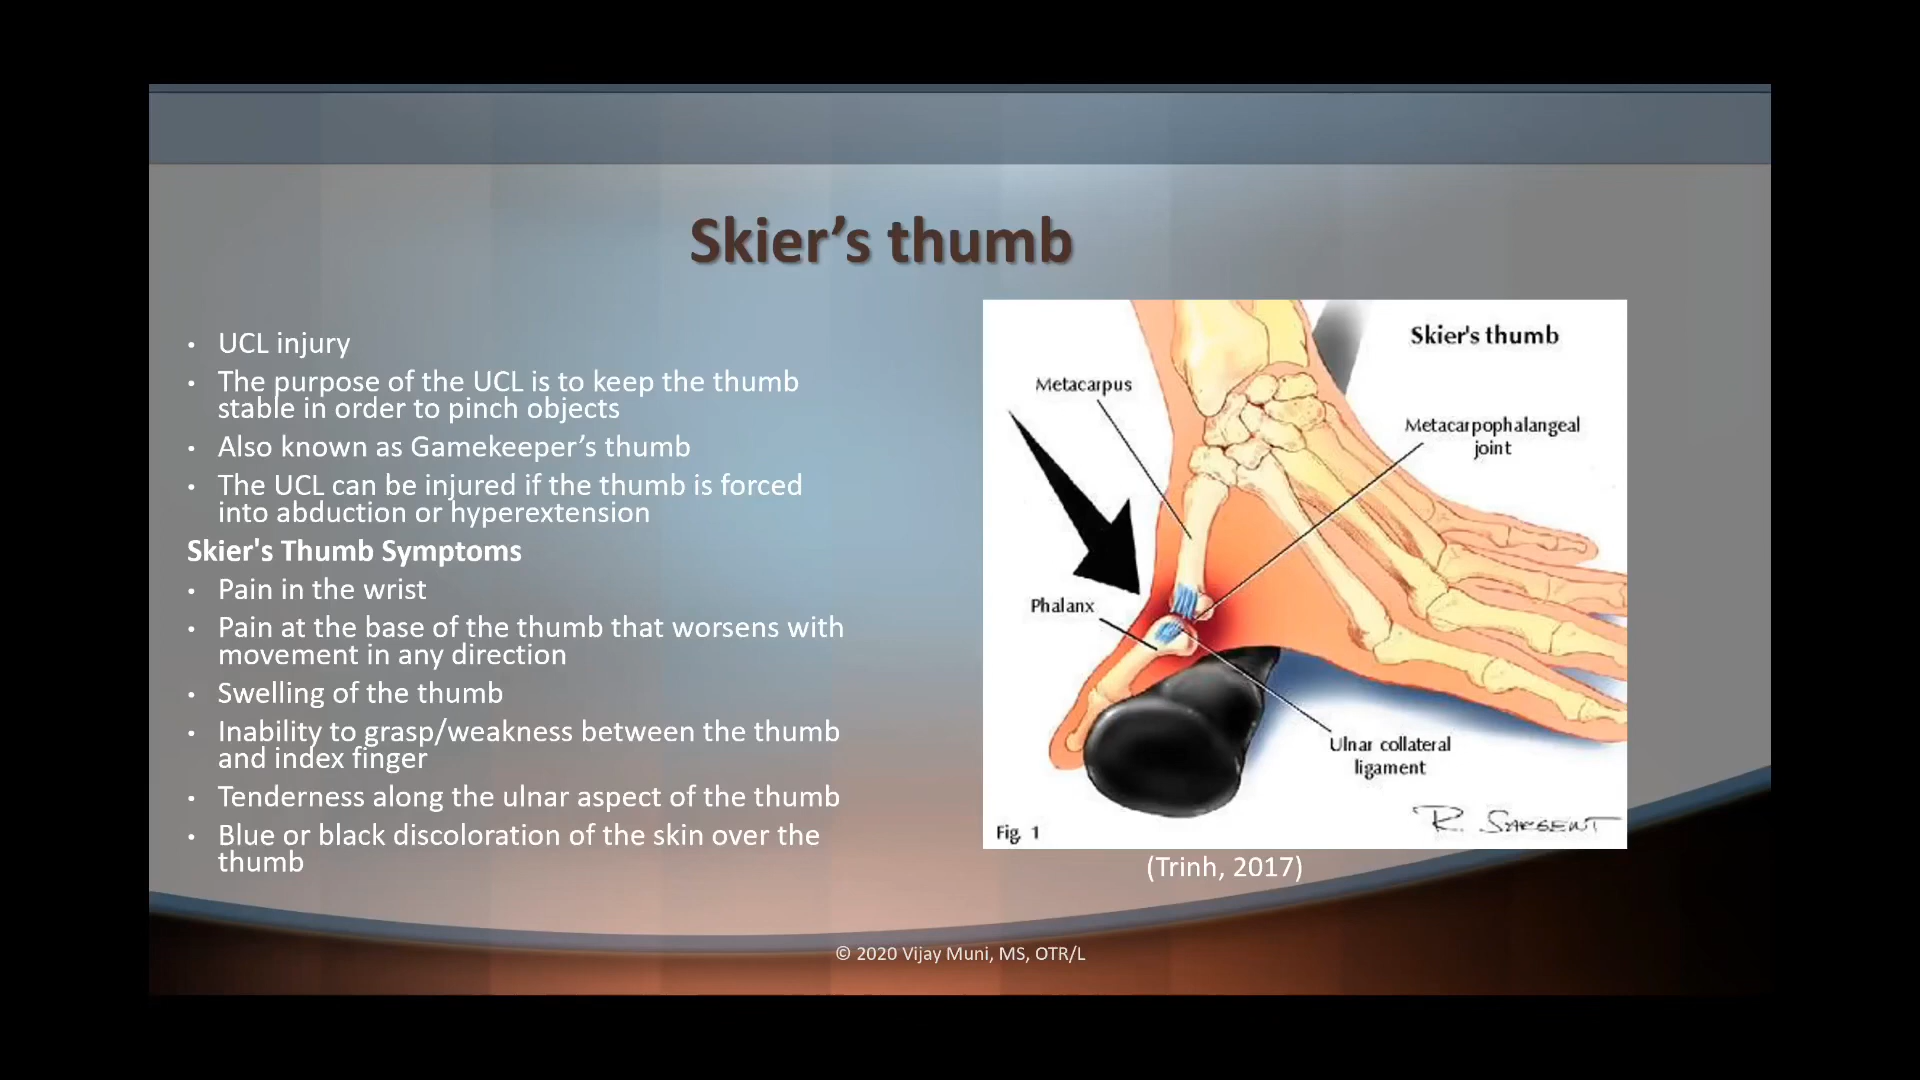 Skier’s thumb
• UCL injury
• The purpose of the UCL is to keep the thumb
stable in order to pinch objects
• Also known as Gamekeeper’s thumb
• The UCL can be injured if the thumb is forced
into abduction or hyperextension
Skier's Thumb Symptoms
• Pain in the wrist
• Pain at the base of the thumb that worsens with
movement in any direction
• Swelling of the thumb
• Inability to grasp/weakness between the thumb
and index finger
• Tenderness along the ulnar aspect of the thumb
• Blue or black discoloration of the skin over the
thumb
Skier's thumb
Metacarpus
Metacarpophalangeal
joint
Phalanx
Ulnar collateral
ligament
R. SARGENT
Fig. 1
(Trinh, 2017)
© 2020 Vijay Muni, MS, OTR/L